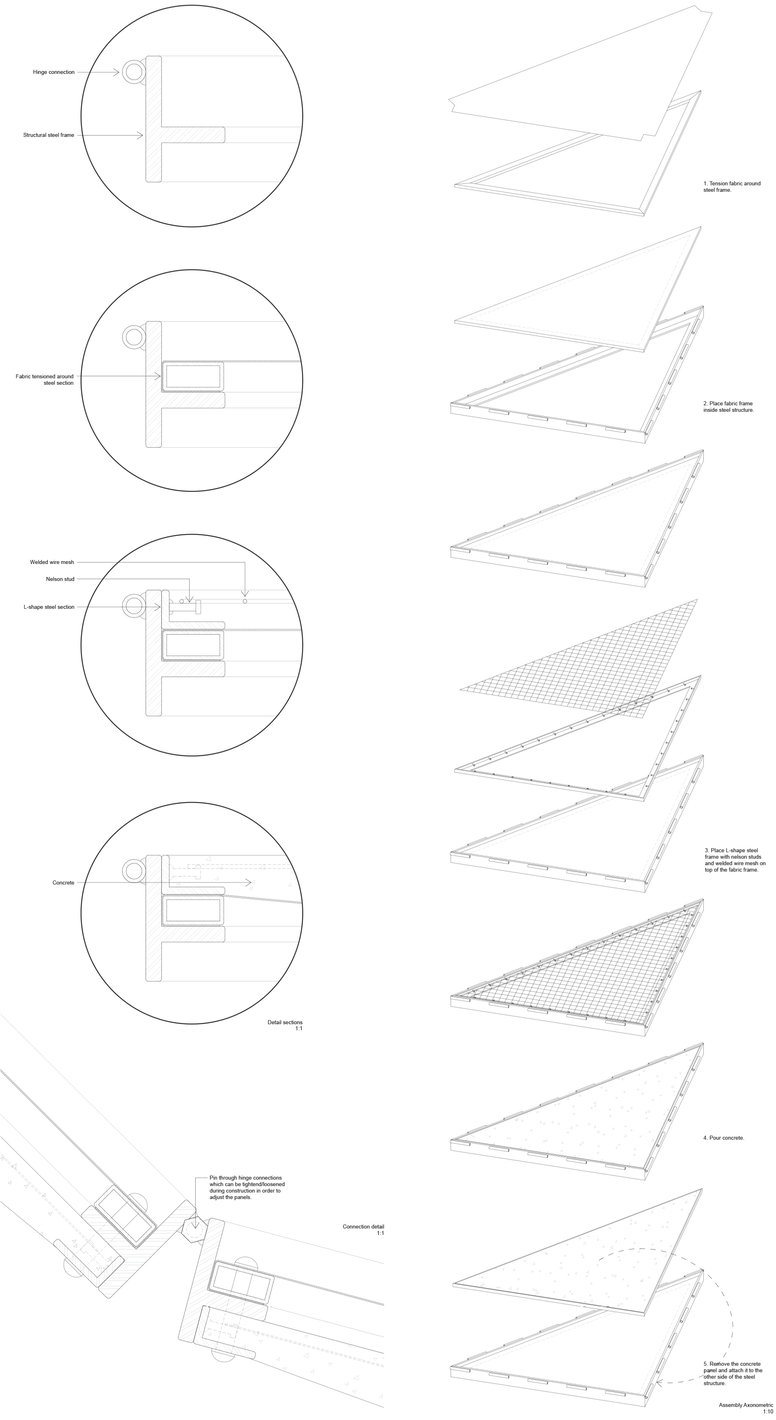 Hinge connection
Structural steel frame
Fabric tensioned around
steel section
Welded wire mesh
Nelson stud
L-shape steel section
Concrete
Detail sections
1:1
Pin through hinge connections
which can be tightend/loosened
during construction in order to
adjust the panels.
Connection detail
1:1
1. Tension fabric around
steel frame.
2. Place fabric frame
inside steel structure.
3. Place L-shape steel
frame with nelson studs
and welded wire mesh on
top of the fabric frame.
4. Pour concrete.
5. Remove the concrete
panel and attach it to the
other side of the steel
structure.
Assembly Axonometric
1:10